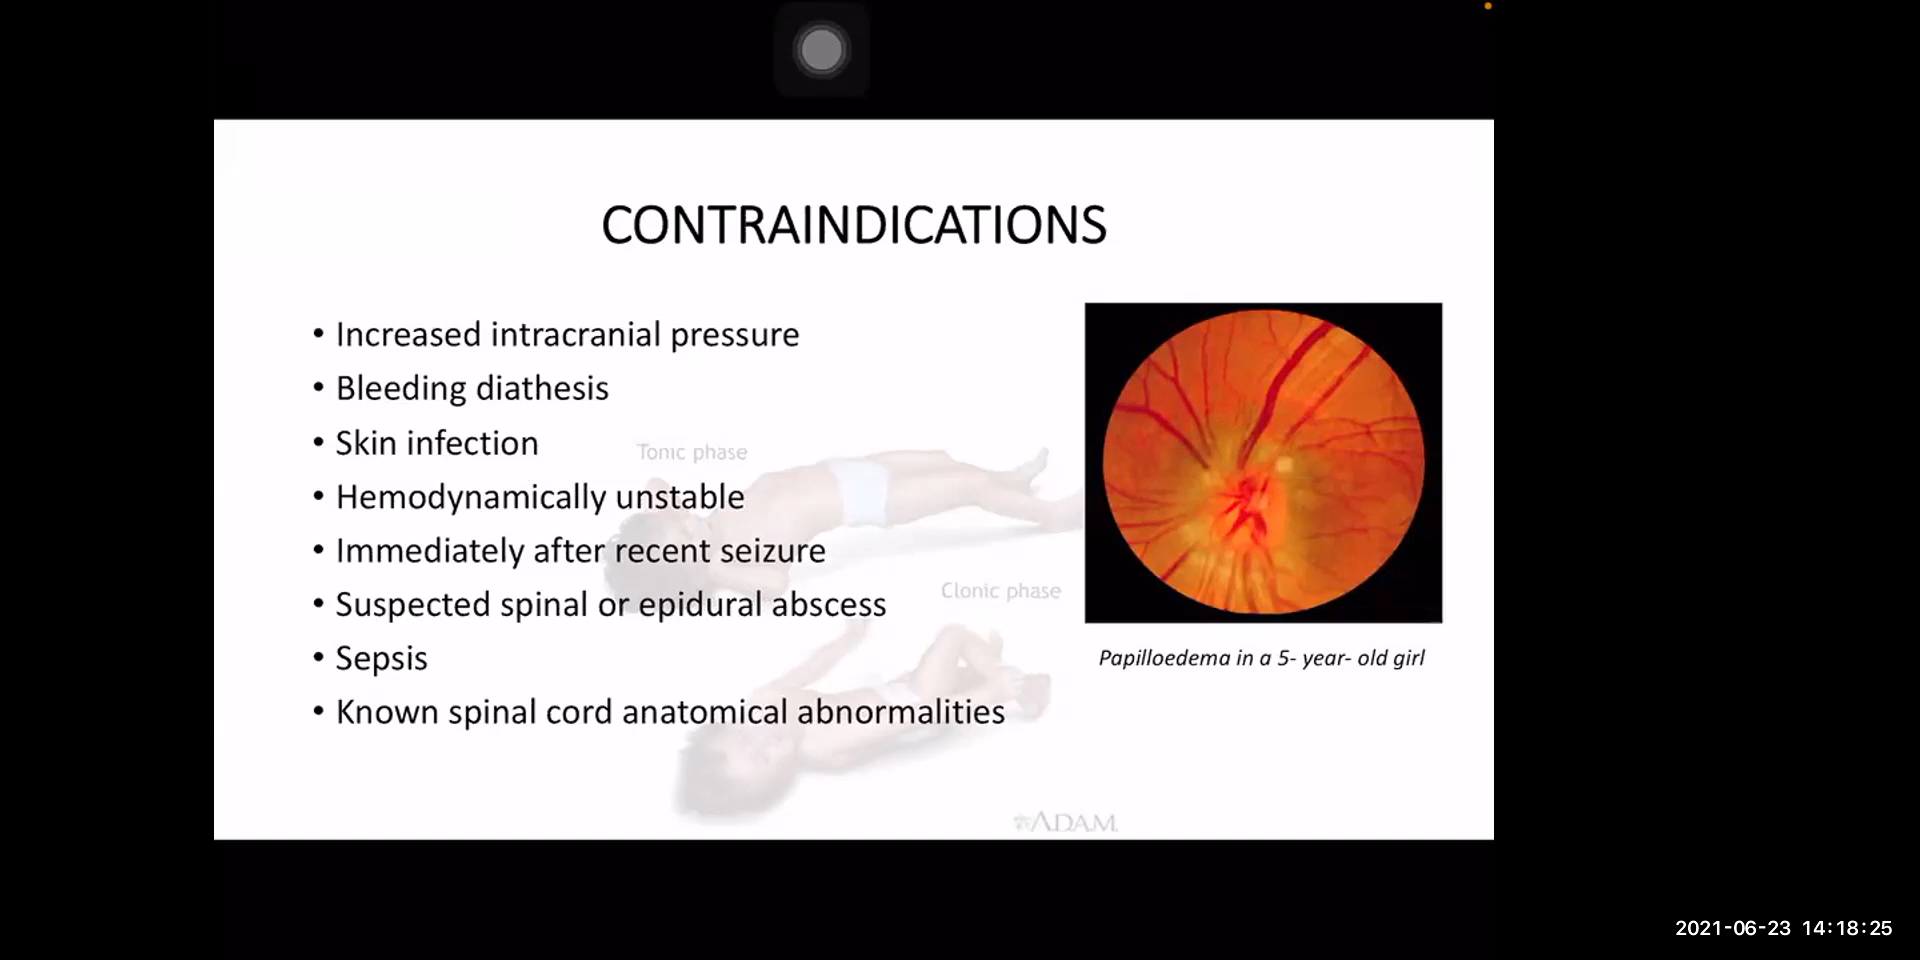 CONTRAINDICATIONS
• Increased intracranial pressure
• Bleeding diathesis
• Skin infection
• Hemodynamically unstable
• Immediately after recent seizure
• Suspected spinal or epidural abscess
• Sepsis
• Known spinal cord anatomical abnormalities
Tonic phase
Clonic phase
Papilloedema in a 5- year- old girl
ADAM.
2021-06-23 14:18:25